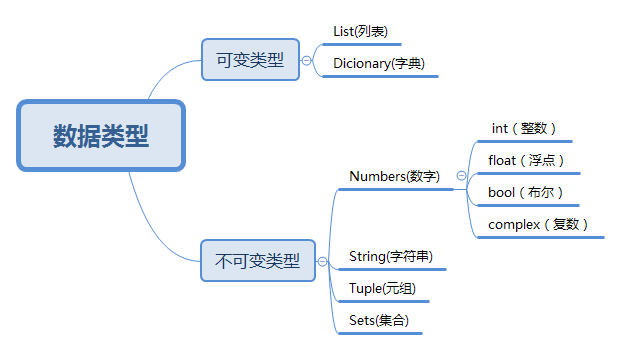 数据类型
可变类型
List(列表)
Dicionary(字典)
不可变类型
Numbers(数字)
int（整数）
float（浮点）
bool（布尔）
complex（复数）
String(字符串)
Tuple(元组)
Sets(集合)